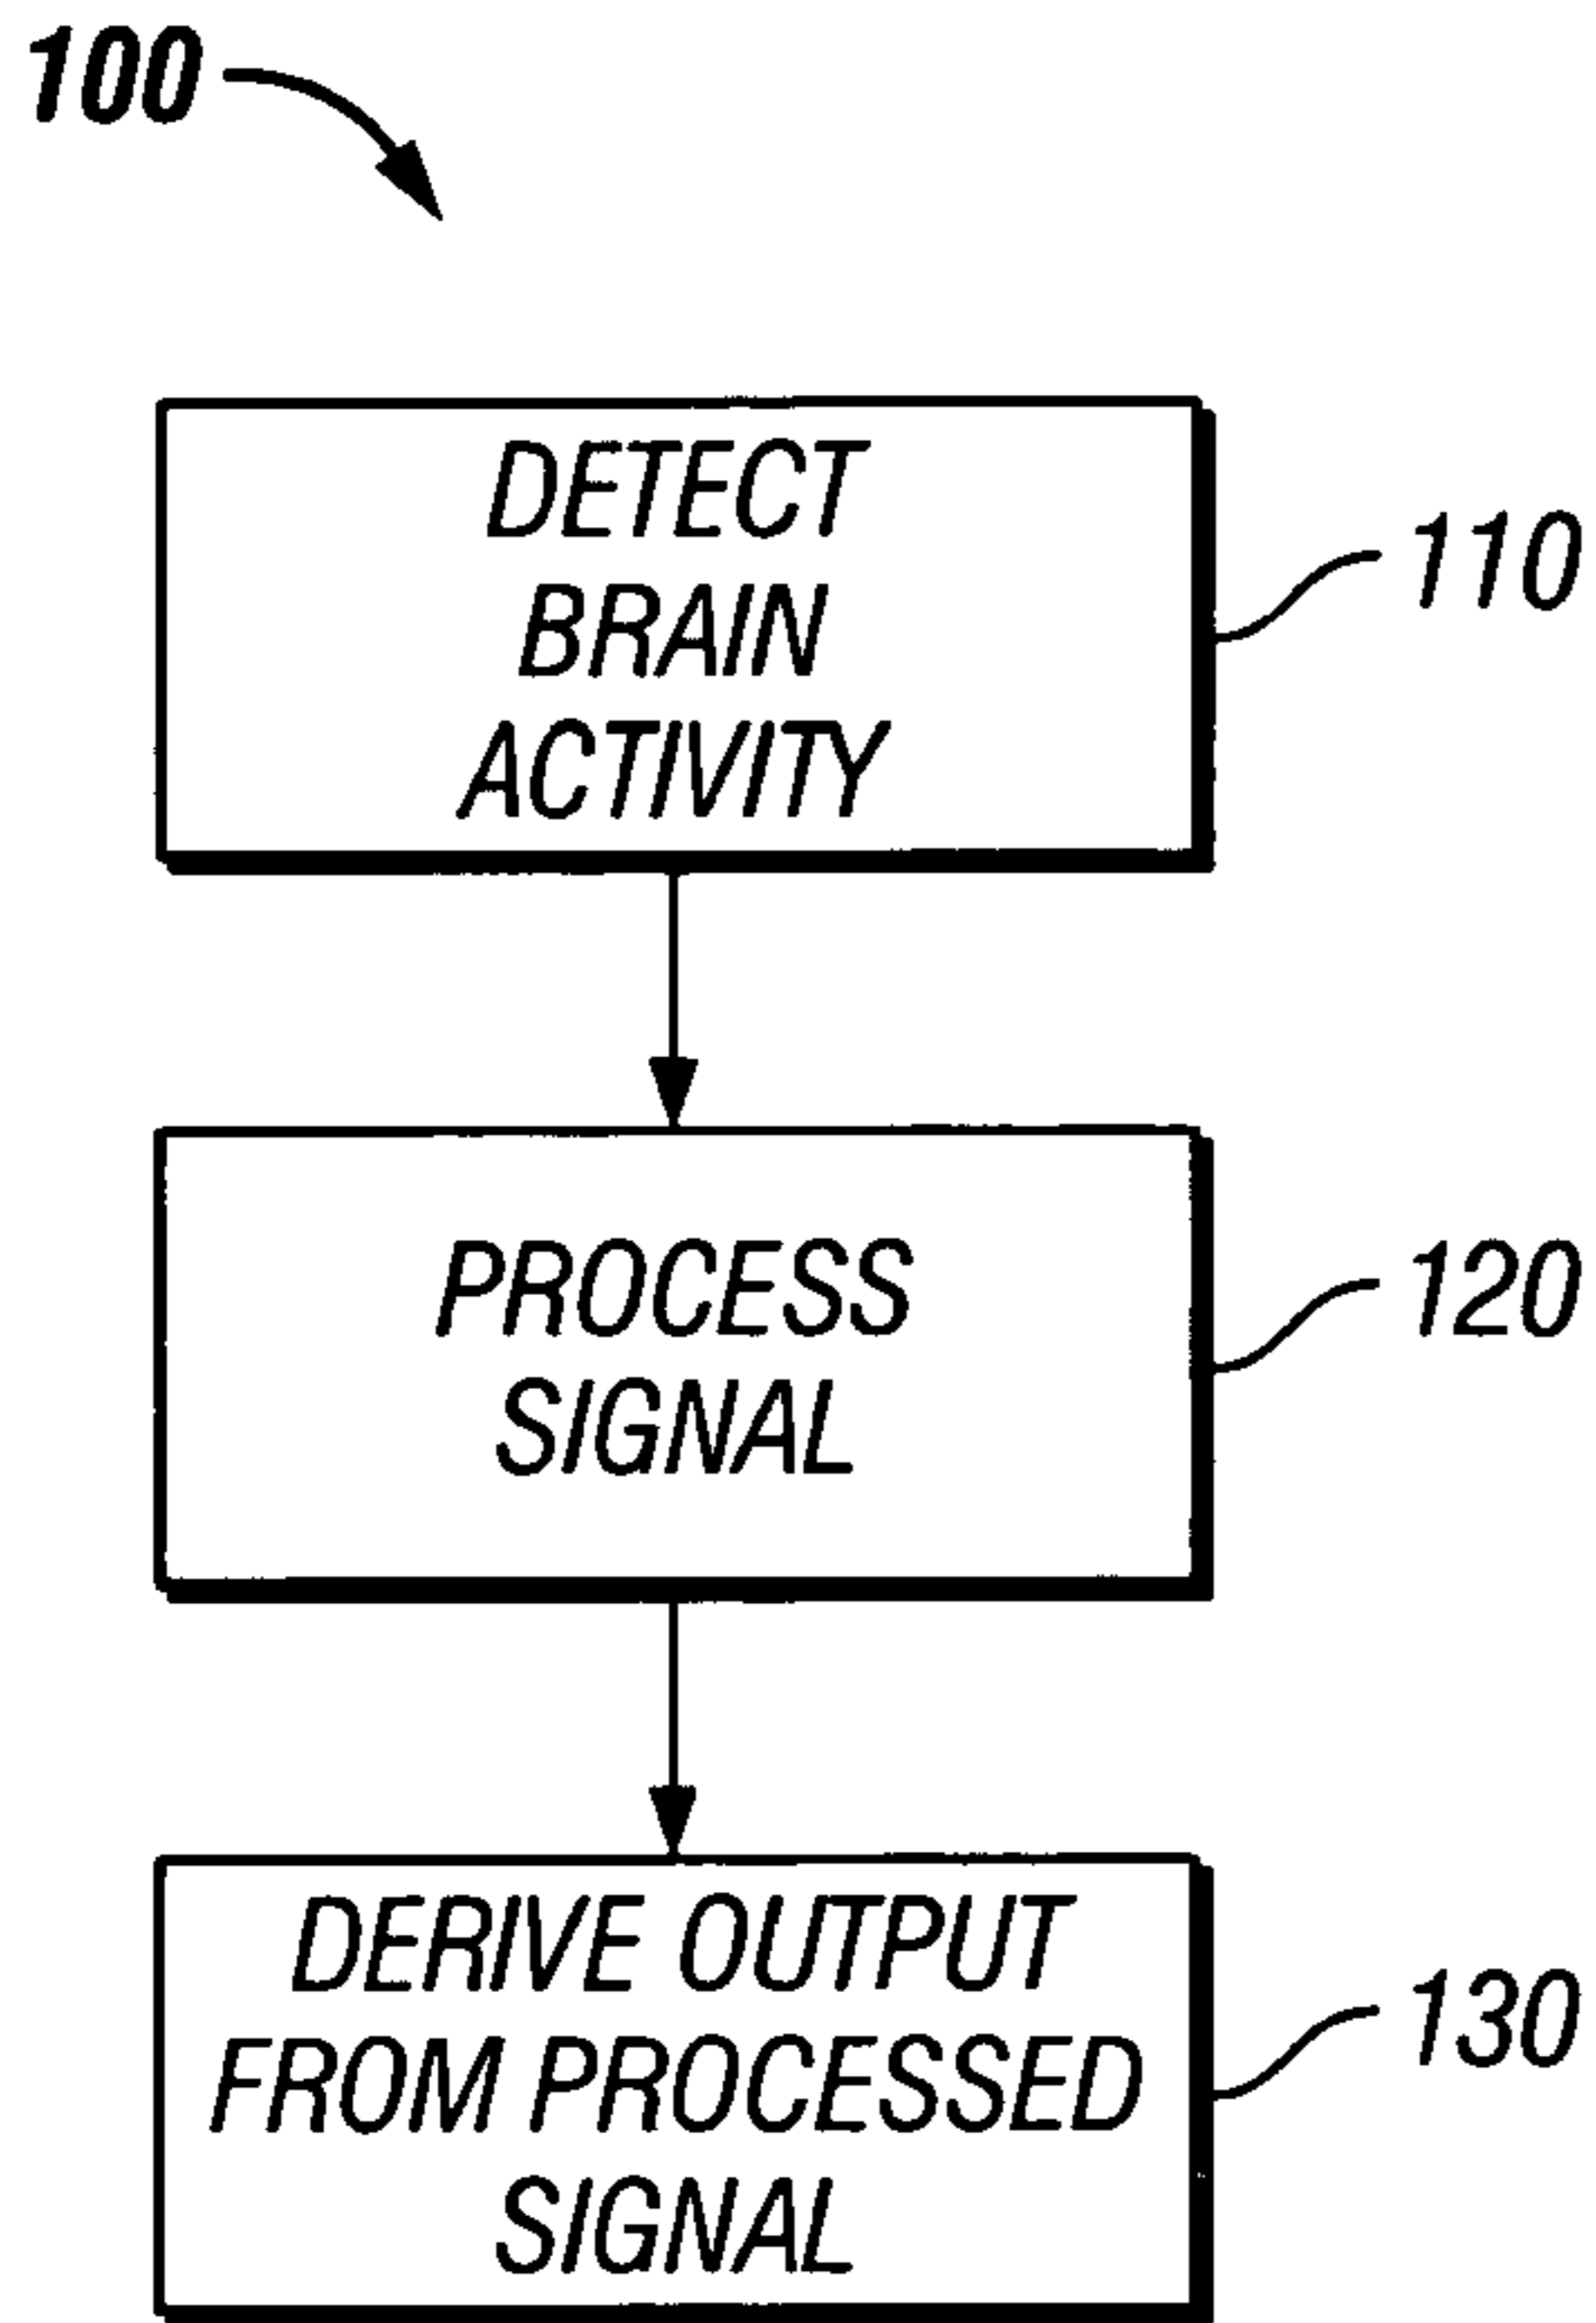 100
DETECT
BRAIN
ACTIVITY
110
PROCESS
SIGNAL
120
DERIVE OUTPUT
FROM PROCESSED
SIGNAL
130